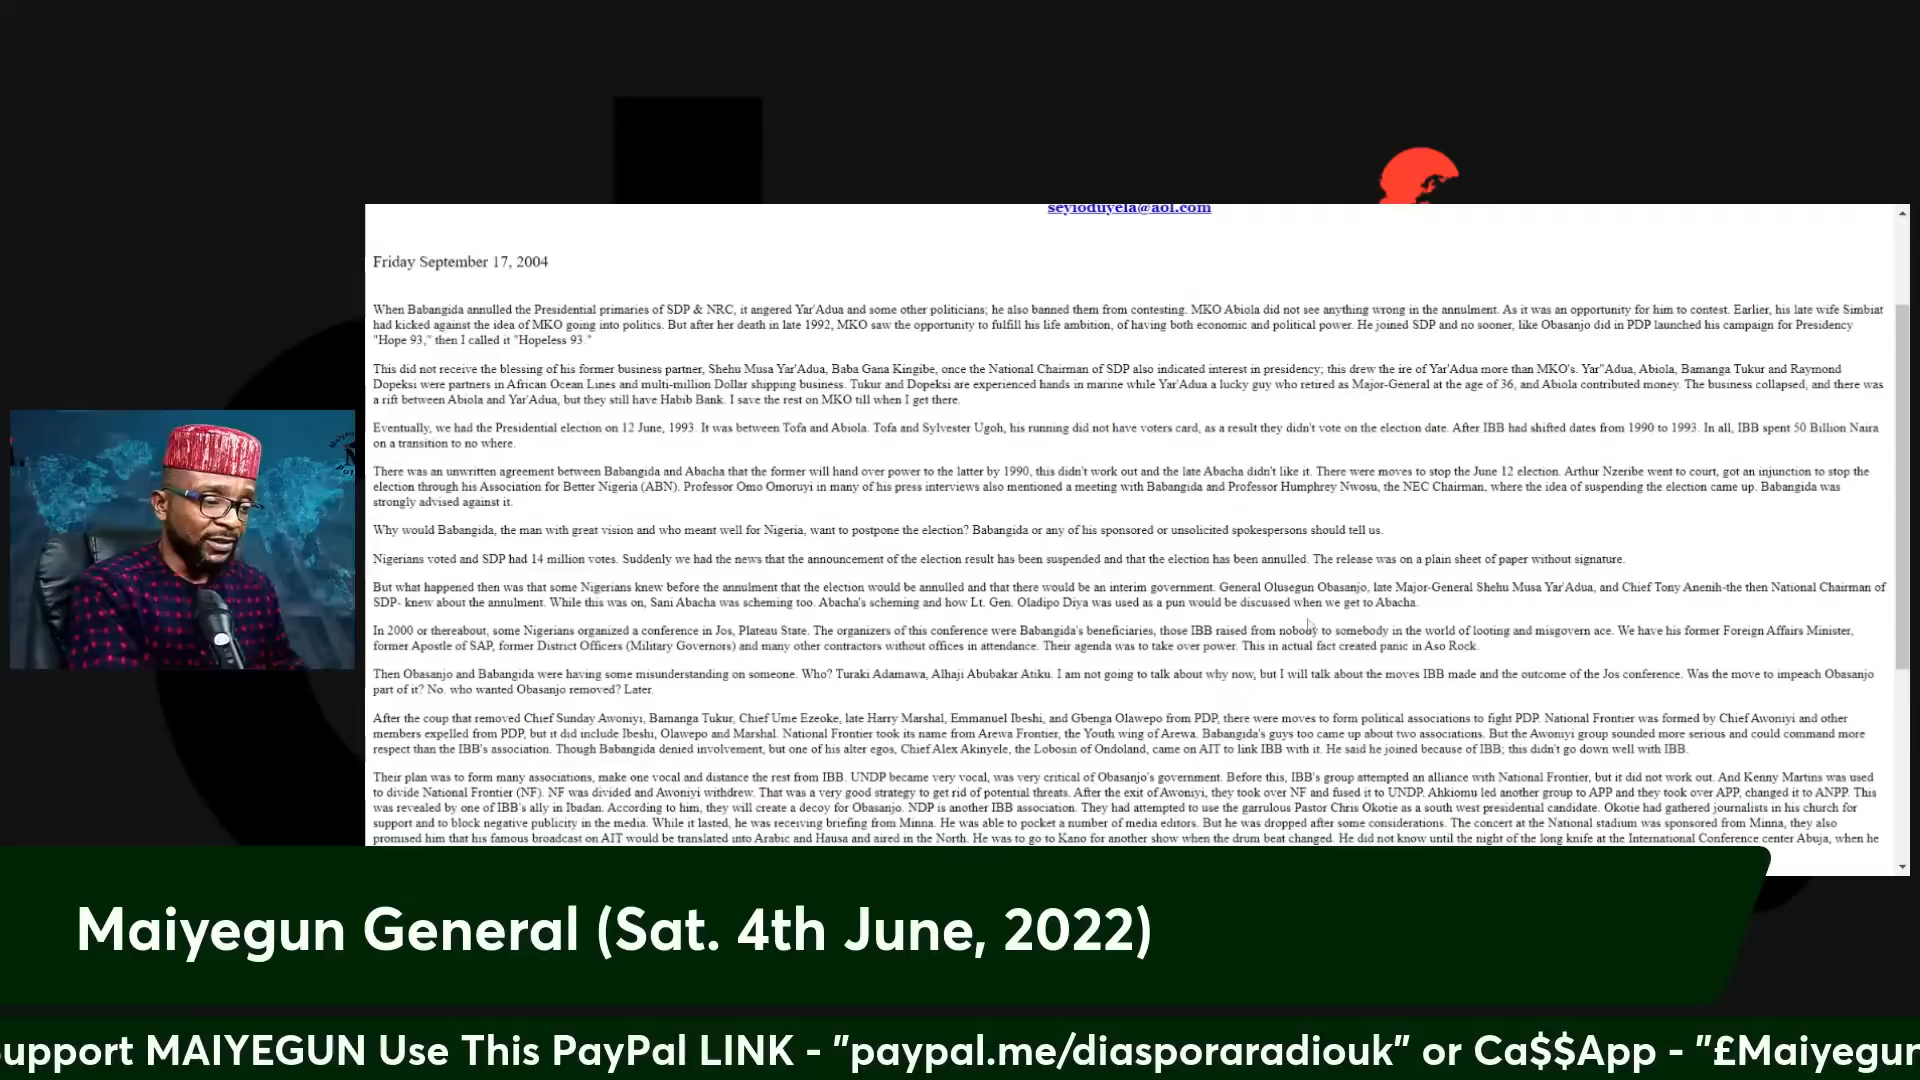 seyioduyela@aol.com
Friday September 17, 2004
When Babangida annulled the Presidential primaries of SDP & NRC, it angered Yar'Adua and some other politicians; he also banned them from contesting. MKO Abiola did not see anything wrong in the annulment. As it was an opportunity for him to contest. Earlier, his late wife Simbiat
had kicked against the idea of MKO going into politics. But after her death in late 1992, MKO saw the opportunity to fulfill his life ambition, of having both economic and political power. He joined SDP and no sooner, like Obasanjo did in PDP launched his campaign for Presidency
"Hope 93," then I called it "Hopeless 93."
This did not receive the blessing of his former business partner, Shehu Musa Yar'Adua, Baba Gana Kingibe, once the National Chairman of SDP also indicated interest in presidency; this drew the ire of Yar'Adua more than MKO's. Yar"Adua, Abiola, Bamanga Tukur and Raymond
Dopeksi were partners in African Ocean Lines and multi-million Dollar shipping business. Tukur and Dopeksi are experienced hands in marine while Yar'Adua a lucky guy who retired as Major-General at the age of 36, and Abiola contributed money. The business collapsed, and there was
a rift between Abiola and Yar'Adua, but they still have Habib Bank. I save the rest on MKO till when I get there.
Eventually, we had the Presidential election on 12 June, 1993. It was between Tofa and Abiola. Tofa and Sylvester Ugoh, his running did not have voters card, as a result they didn't vote on the election date. After IBB had shifted dates from 1990 to 1993. In all, IBB spent 50 Billion Naira
on a transition to no where.
There was an unwritten agreement between Babangida and Abacha that the former will hand over power to the latter by 1990, this didn't work out and the late Abacha didn't like it. There were moves to stop the June 12 election. Arthur Nzeribe went to court, got an injunction to stop the
election through his Association for Better Nigeria (ABN). Professor Omo Omoruyi in many of his press interviews also mentioned a meeting with Babangida and Professor Humphrey Nwosu, the NEC Chairman, where the idea of suspending the election came up. Babangida was
strongly advised against it.
Why would Babangida, the man with great vision and who meant well for Nigeria, want to postpone the election? Babangida or any of his sponsored or unsolicited spokespersons should tell us.
Nigerians voted and SDP had 14 million votes. Suddenly we had the news that the announcement of the election result has been suspended and that the election has been annulled. The release was on a plain sheet of paper without signature.
But what happened then was that some Nigerians knew before the annulment that the election would be annulled and that there would be an interim government. General Olusegun Obasanjo, late Major-General Shehu Musa Yar'Adua, and Chief Tony Anenih-the then National Chairman of
SDP- knew about the annulment. While this was on, Sani Abacha was scheming too. Abacha's scheming and how Lt. Gen. Oladipo Diya was used as a pun would be discussed when we get to Abacha.
In 2000 or thereabout, some Nigerians organized a conference in Jos, Plateau State. The organizers of this conference were Babangida's beneficiaries, those IBB raised from nobody to somebody in the world of looting and misgovern ace. We have his former Foreign Affairs Minister,
former Apostle of SAP, former District Officers (Military Governors) and many other contractors without offices in attendance. Their agenda was to take over power. This in actual fact created panic in Aso Rock.
Then Obasanjo and Babangida were having some misunderstanding on someone. Who? Turaki Adamawa, Alhaji Abubakar Atiku. I am not going to talk about why now, but I will talk about the moves IBB made and the outcome of the Jos conference. Was the move to impeach Obasanjo
part of it? No. who wanted Obasanjo removed? Later.
After the coup that removed Chief Sunday Awoniyi, Bamanga Tukur, Chief Ume Ezeoke, late Harry Marshal, Emmanuel Ibeshi, and Gbenga Olawepo from PDP, there were moves to form political associations to fight PDP. National Frontier was formed by Chief Awoniyi and other
members expelled from PDP, but it did include Ibeshi, Olawepo and Marshal. National Frontier took its name from Arewa Frontier, the Youth wing of Arewa. Babangida's guys too came up about two associations. But the Awoniyi group sounded more serious and could command more
respect than the IBB's association. Though Babangida denied involvement, but one of his alter egos, Chief Alex Akinyele, the Lobosin of Ondoland, came on AIT to link IBB with it. He said he joined because of IBB; this didn't go down well with IBB.
Their plan was to form many associations, make one vocal and distance the rest from IBB. UNDP became very vocal, was very critical of Obasanjo's government. Before this, IBB's group attempted an alliance with National Frontier, but it did not work out. And Kenny Martins was used
to divide National Frontier (NF). NF was divided and Awoniyi withdrew. That was a very good strategy to get rid of potential threats. After the exit of Awoniyi, they took over NF and fused it to UNDP. Ahkiomu led another group to APP and they took over APP, changed it to ANPP. This
was revealed by one of IBB's ally in Ibadan. According to him, they will create a decoy for Obasanjo. NDP is another IBB association. They had attempted to use the garrulous Pastor Chris Okotie as a south west presidential candidate. Okotie had gathered journalists in his church for
support and to block negative publicity in the media. While it lasted, he was receiving briefing from Minna. He was able to pocket a number of media editors. But he was dropped after some considerations. The concert at the National stadium was sponsored from Minna, they also
promised him that his famous broadcast on AIT would be translated into Arabic and Hausa and aired in the North. He was to go to Kano for another show when the drum beat changed. He did not know until the night of the long knife at the International Conference center Abuja, when he
Maiyegun General (Sat. 4th June, 2022)
upport MAIYEGUN Use This PayPal LINK - "paypal.me/diasporaradiouk" or Ca$$App - "£Maiyegun